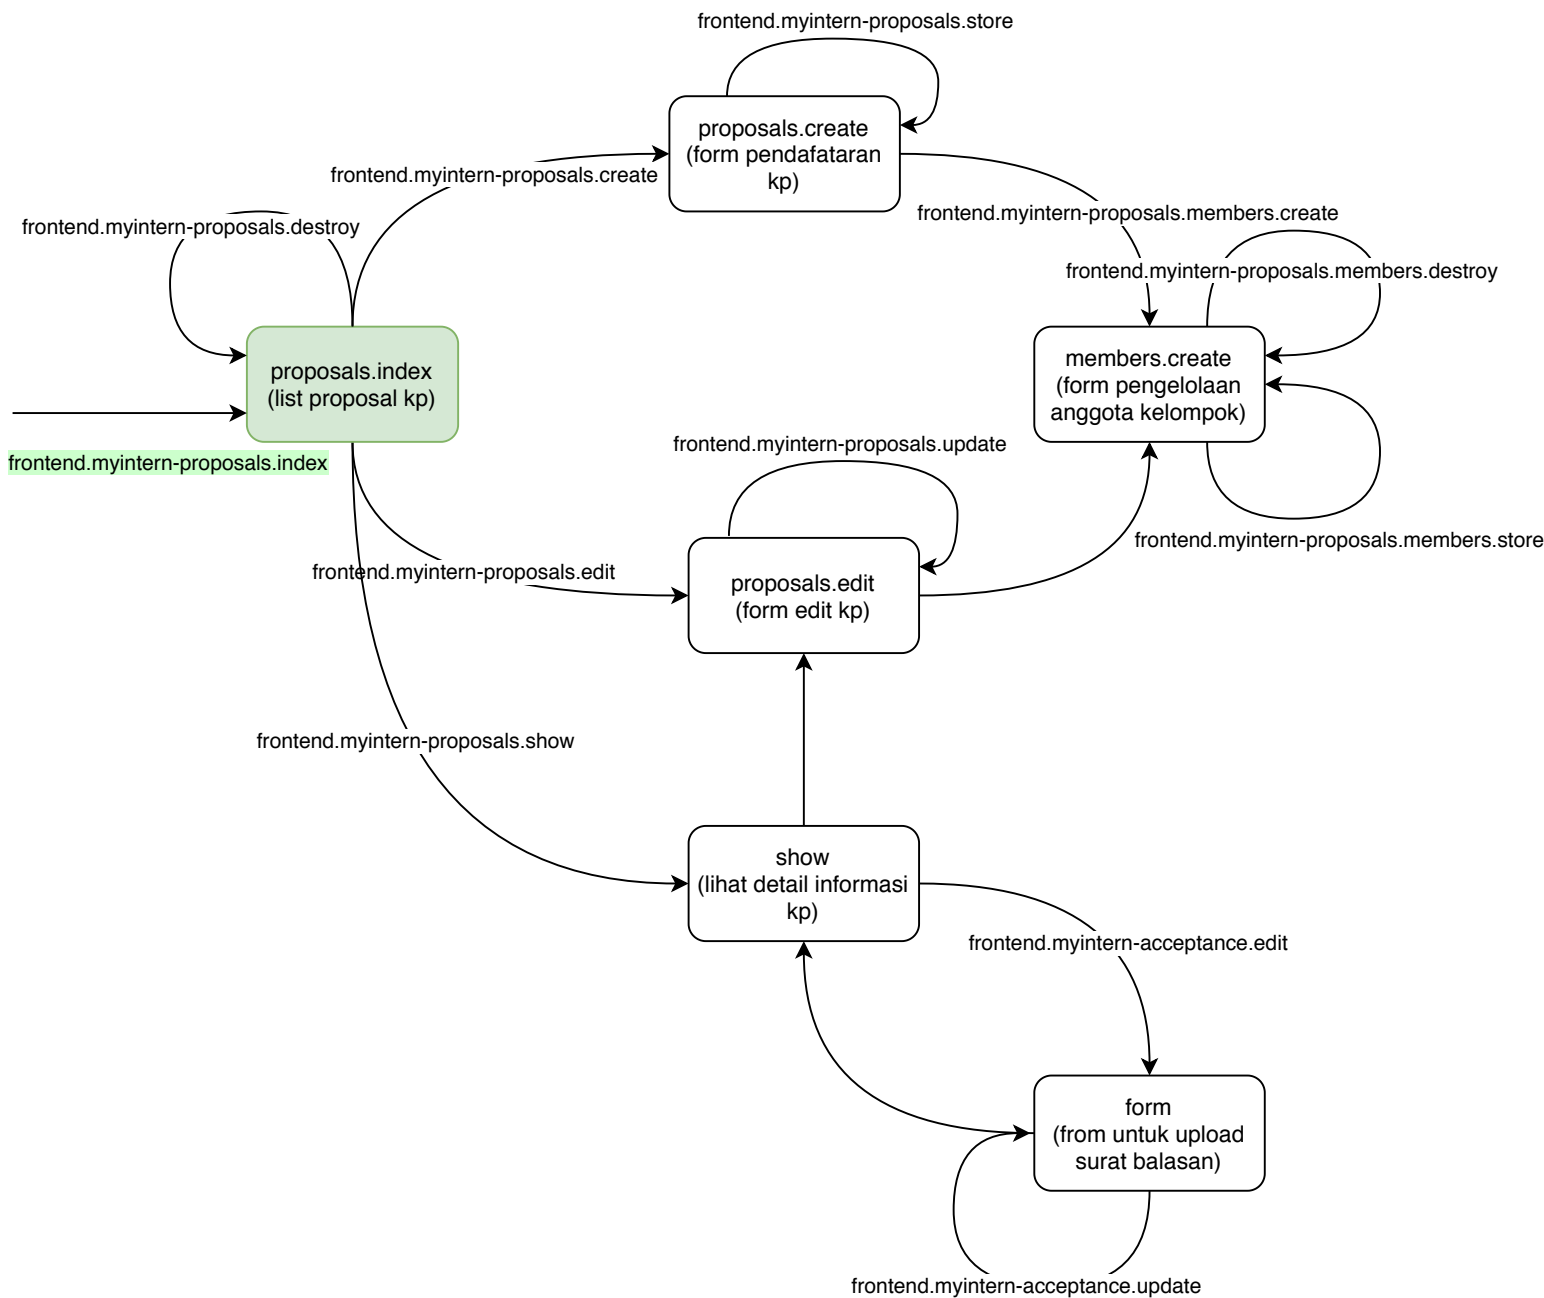 frontend.myintern-proposals.store
proposals.create
(form pendafataran
kp)
frontend.myintern-proposals.create
frontend.myintern-proposals.members.create
frontend.myintern-proposals.destroy
frontend.myintern-proposals.members.destroy
proposals.index
(list proposal kp)
members.create
(form pengelolaan
anggota kelompok)
frontend.myintern-proposals.index
frontend.myintern-proposals.update
frontend.myintern-proposals.members.store
frontend.myintern-proposals.edit
proposals.edit
(form edit kp)
frontend.myintern-proposals.show
show
(lihat detail informasi
kp)
frontend.myintern-acceptance.edit
form
(from untuk upload
surat balasan)
frontend.myintern-acceptance.update